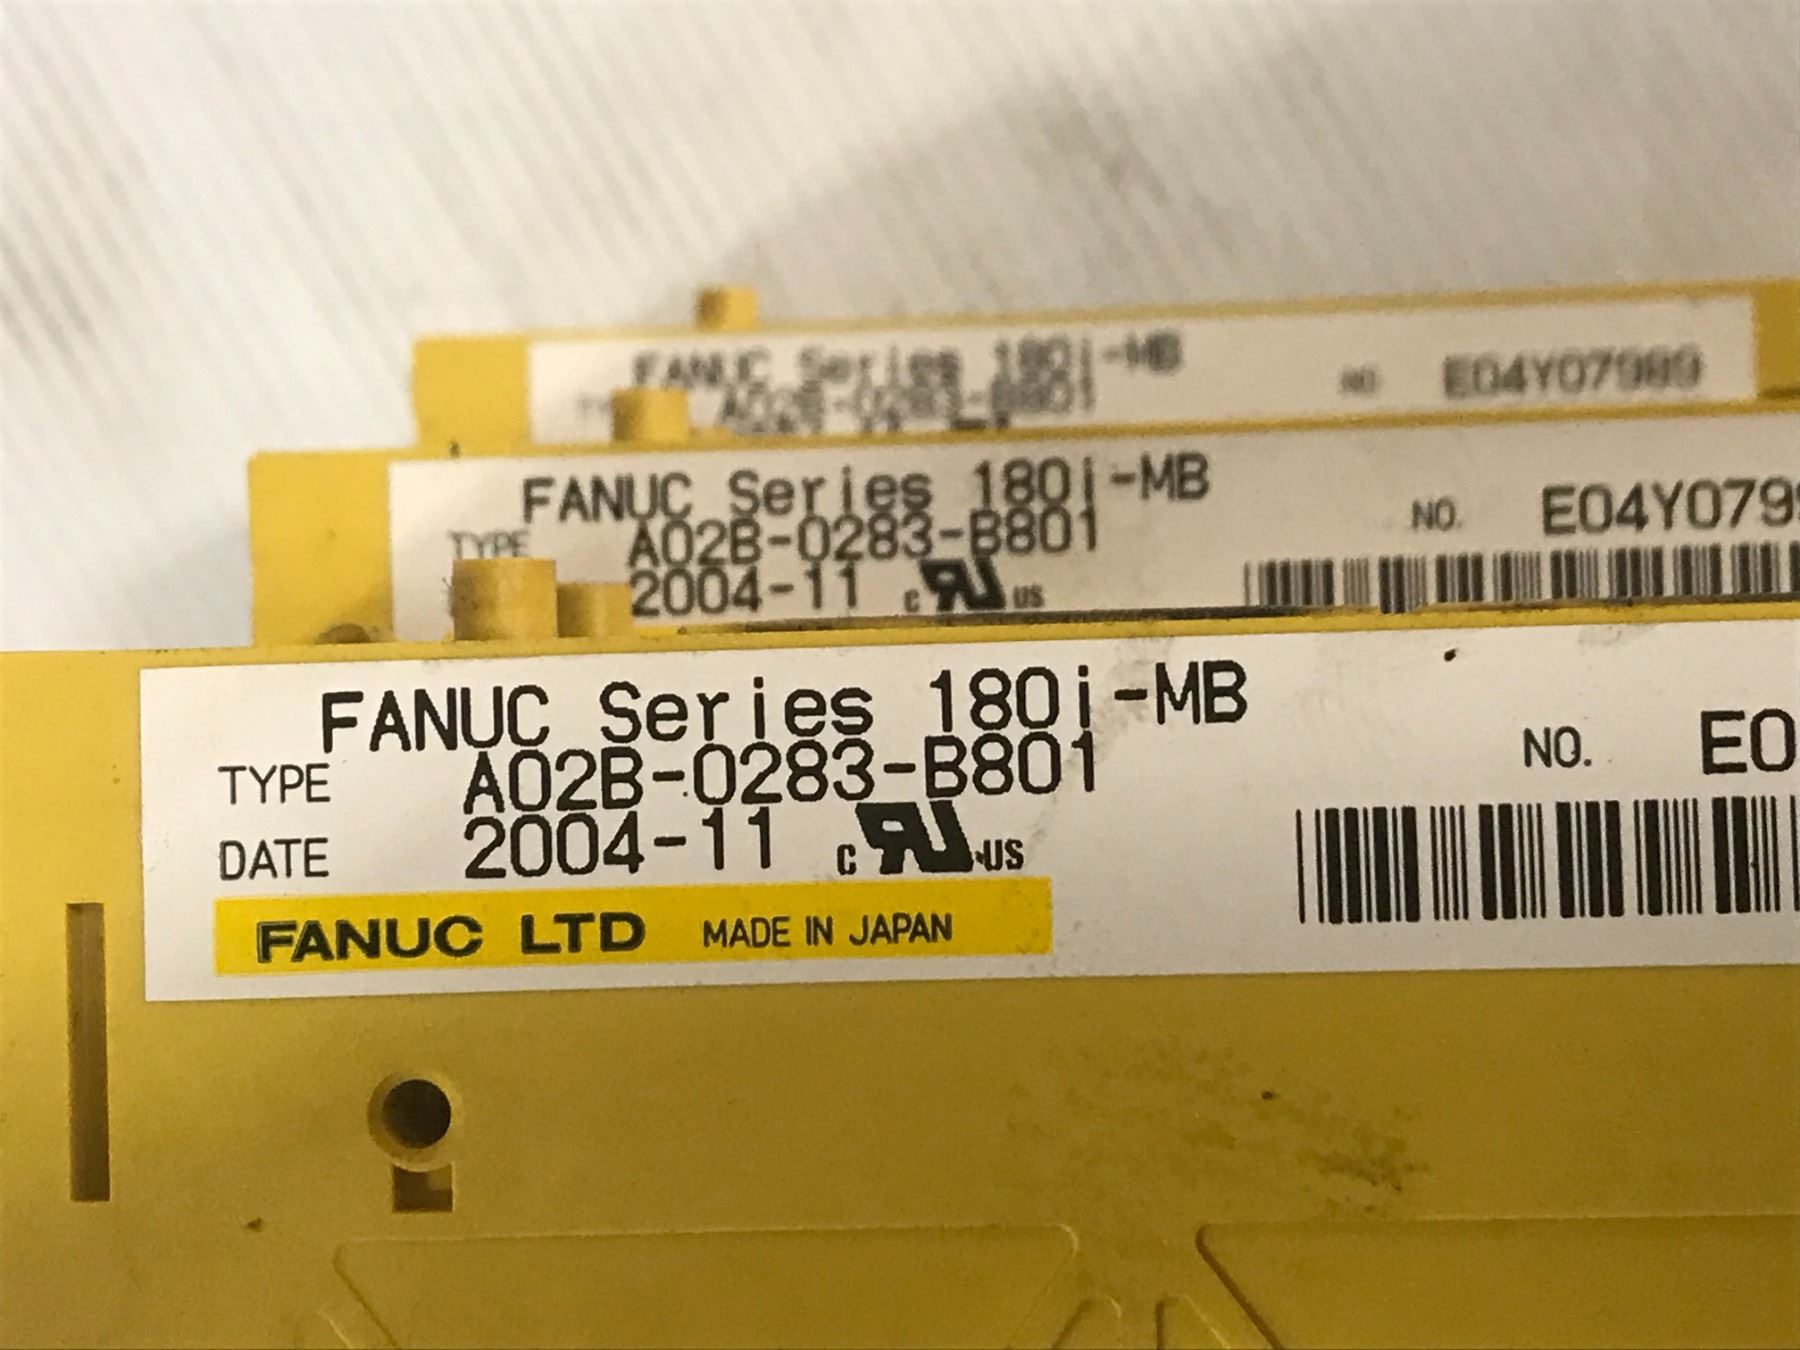 FANUC Series 180i-MB
NO. E04Y07989
A02B-0283-B801
FANUC Series 180i-MB
NO. E04Y079
TYPE A02B-0283-B801
2004-11 c RU US
FANUC Series 180i-MB
NO. E0
TYPE A02B-0283-B801
DATE 2004-11 c RU US
FANUC LTD MADE IN JAPAN